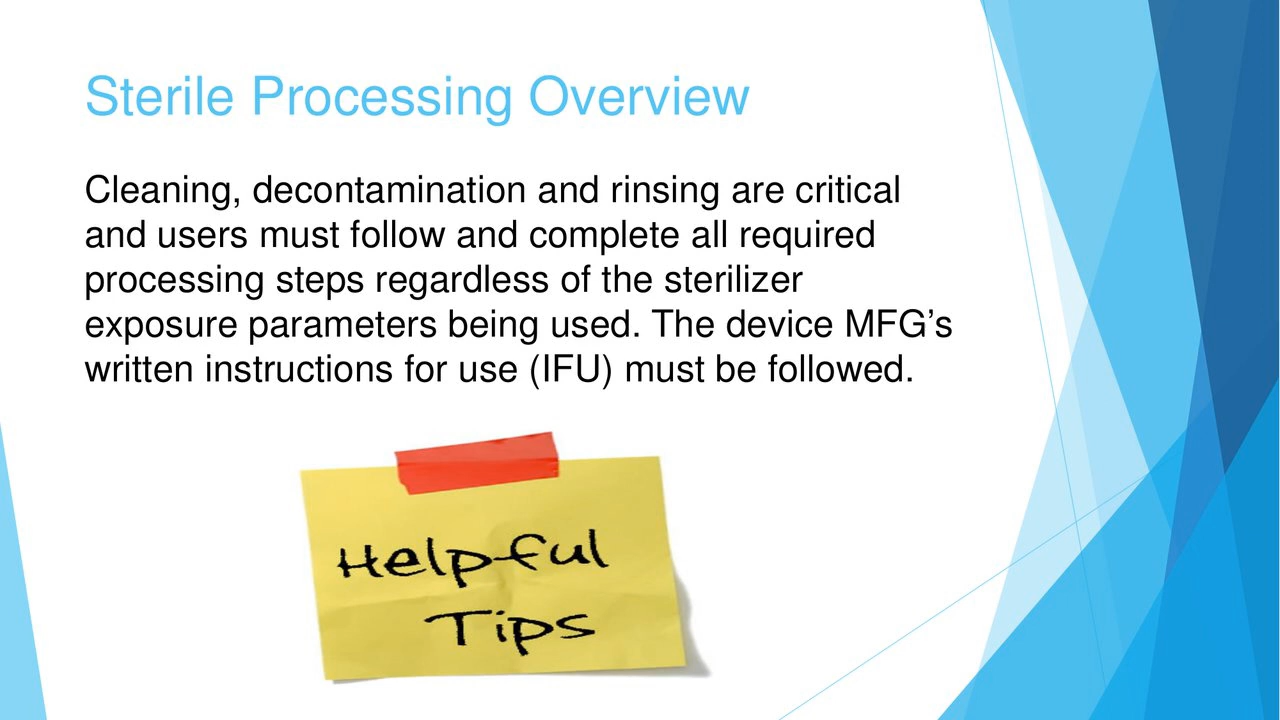 Sterile Processing Overview
Cleaning, decontamination and rinsing are critical
and users must follow and complete all required
processing steps regardless of the sterilizer
exposure parameters being used. The device MFG’s
written instructions for use (IFU) must be followed.
Helpful
Tips